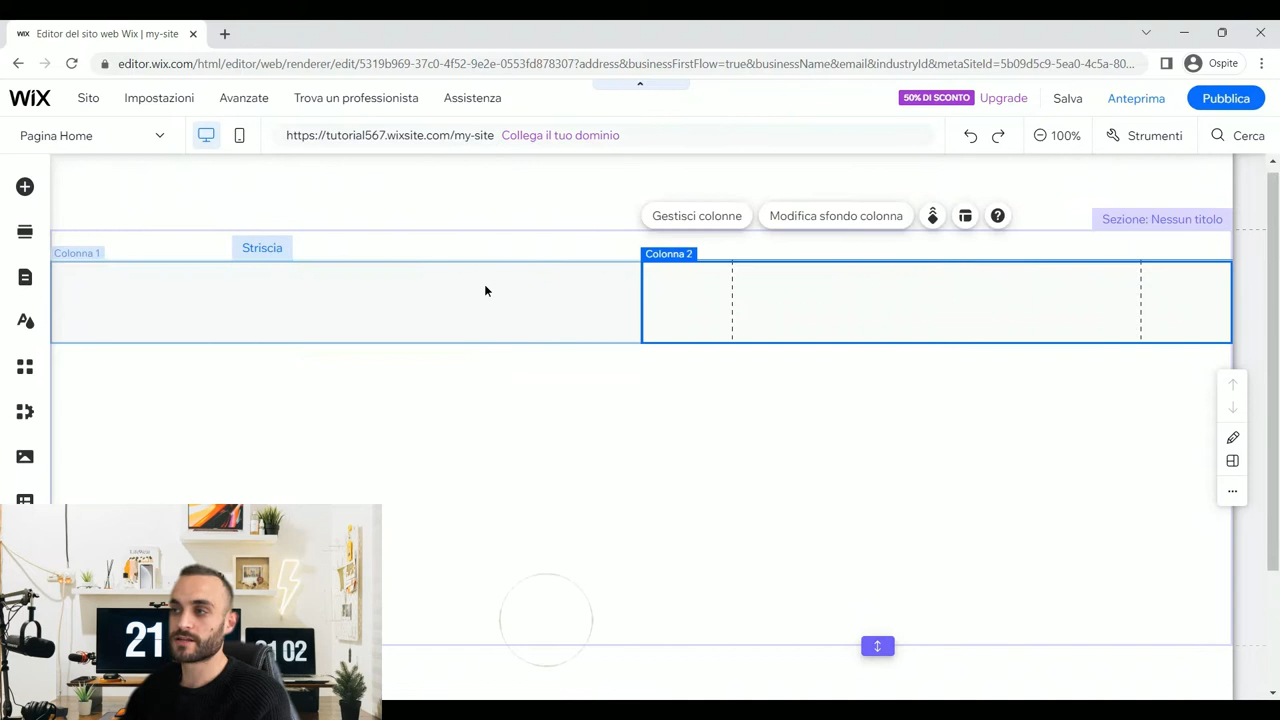 WiX Editor del sito web Wix | my-site
editor.wix.com/html/editor/web/renderer/edit/5319b969-37c0-4f52-9e2e-0553fd878307?address&businessFirstFlow=true&businessName&email&industryId&metaSiteId=5b09d5c9-5ea0-4c5a-80...
Ospite
WiX Sito Impostazioni Avanzate Trova un professionista Assistenza 50% DI SCONTO Upgrade Salva Anteprima Pubblica
Pagina Home https://tutorial567.wixsite.com/my-site Collega il tuo dominio 100% Strumenti Cerca
Gestisci colonne Modifica sfondo colonna ?
Sezione: Nessun titolo
Colonna 1 Striscia Colonna 2
21
21 02